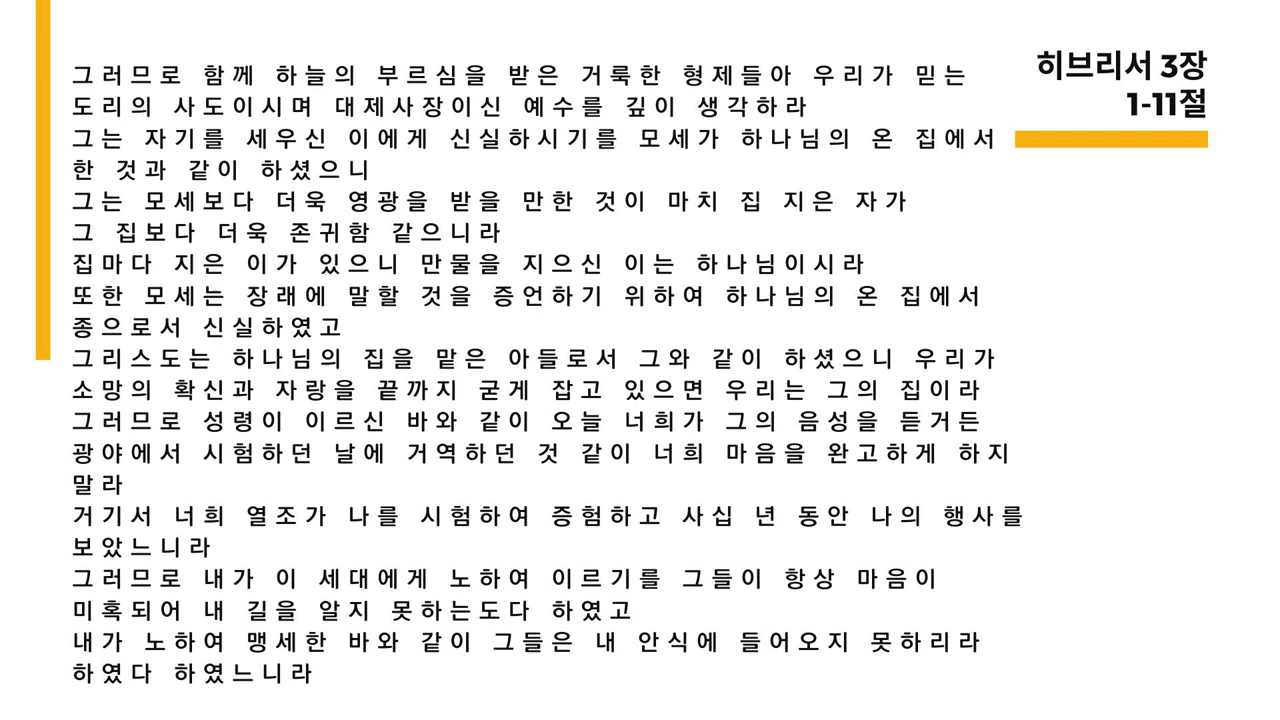 히브리서 3장
1-11절
그러므로 함께 하늘의 부르심을 받은 거룩한 형제들아 우리가 믿는
도리의 사도이시며 대제사장이신 예수를 깊이 생각하라
그는 자기를 세우신 이에게 신실하시기를 모세가 하나님의 온 집에서
한 것과 같이 하셨으니
그는 모세보다 더욱 영광을 받을 만한 것이 마치 집 지은 자가
그 집보다 더욱 존귀함 같으니라
집마다 지은 이가 있으니 만물을 지으신 이는 하나님이시라
또한 모세는 장래에 말할 것을 증언하기 위하여 하나님의 온 집에서
종으로서 신실하였고
그리스도는 하나님의 집을 맡은 아들로서 그와 같이 하셨으니 우리가
소망의 확신과 자랑을 끝까지 굳게 잡고 있으면 우리는 그의 집이라
그러므로 성령이 이르신 바와 같이 오늘 너희가 그의 음성을 듣거든
광야에서 시험하던 날에 거역하던 것 같이 너희 마음을 완고하게 하지
말라
거기서 너희 열조가 나를 시험하여 증험하고 사십 년 동안 나의 행사를
보았느니라
그러므로 내가 이 세대에게 노하여 이르기를 그들이 항상 마음이
미혹되어 내 길을 알지 못하는도다 하였고
내가 노하여 맹세한 바와 같이 그들은 내 안식에 들어오지 못하리라
하였다 하였느니라